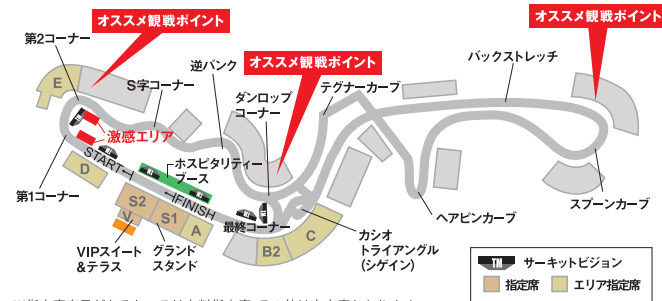 オススメ観戦ポイント
オススメ観戦ポイント
オススメ観戦ポイント
第2コーナー
E
S字コーナー
逆バンク
ダンロップ
コーナー
テグナーカーブ
バックストレッチ
激感エリア
START
ホスピタリティー
ブース
D
第1コーナー
S2
S1
V
A
FINISH
最終コーナー
B2
C
VIPスイート
&テラス
グランド
スタンド
カシオ
トライアングル
(シゲイン)
ヘアピンカーブ
スプーンカーブ
TM サーキットビジョン
指定席
エリア指定席